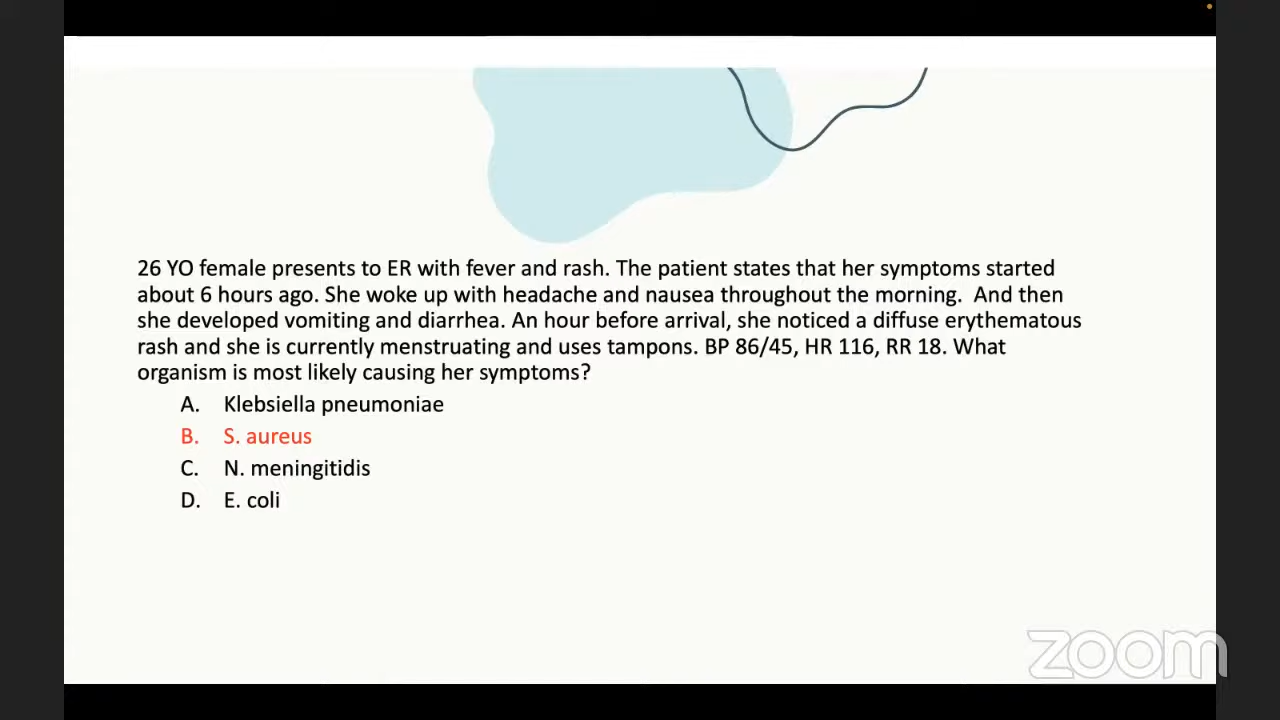 26 YO female presents to ER with fever and rash. The patient states that her symptoms started
about 6 hours ago. She woke up with headache and nausea throughout the morning.  And then
she developed vomiting and diarrhea. An hour before arrival, she noticed a diffuse erythematous
rash and she is currently menstruating and uses tampons. BP 86/45, HR 116, RR 18. What
organism is most likely causing her symptoms?
A. Klebsiella pneumoniae
B. S. aureus
C. N. meningitidis
D. E. coli
zoom